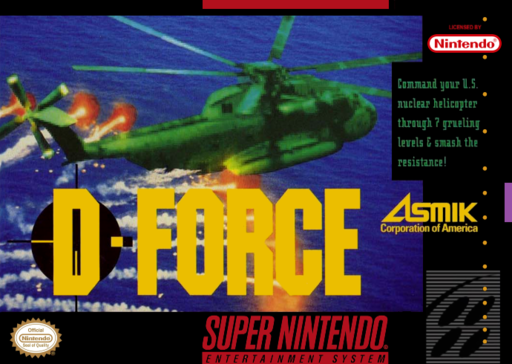 LICENSED BY
Nintendo
Command your U.S.
nuclear helicopter
through 7 grueling
levels & smash the
resistance!
D-FORCE
ASMIK
Corporation of America
Official
Nintendo
Seal of Quality
SUPER NINTENDO
ENTERTAINMENT SYSTEM